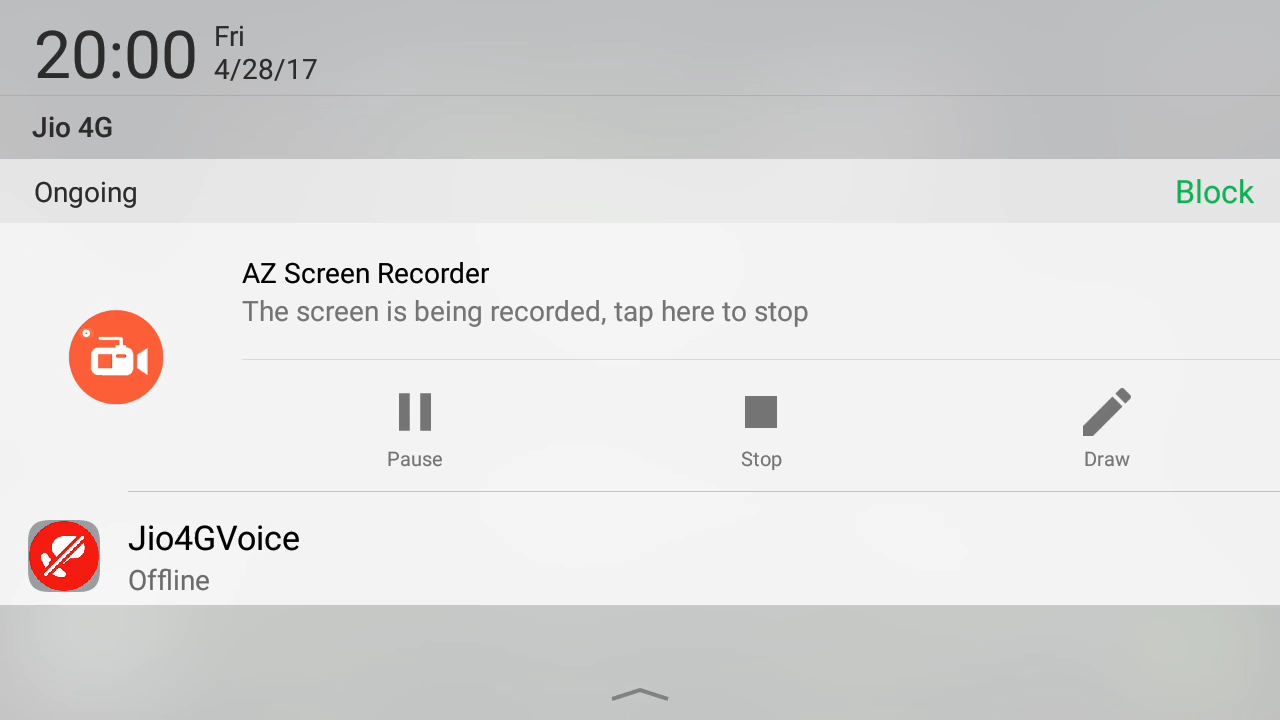 20:00 Fri
4/28/17
Jio 4G
Ongoing Block
AZ Screen Recorder
The screen is being recorded, tap here to stop
Pause Stop Draw
Jio4GVoice
Offline